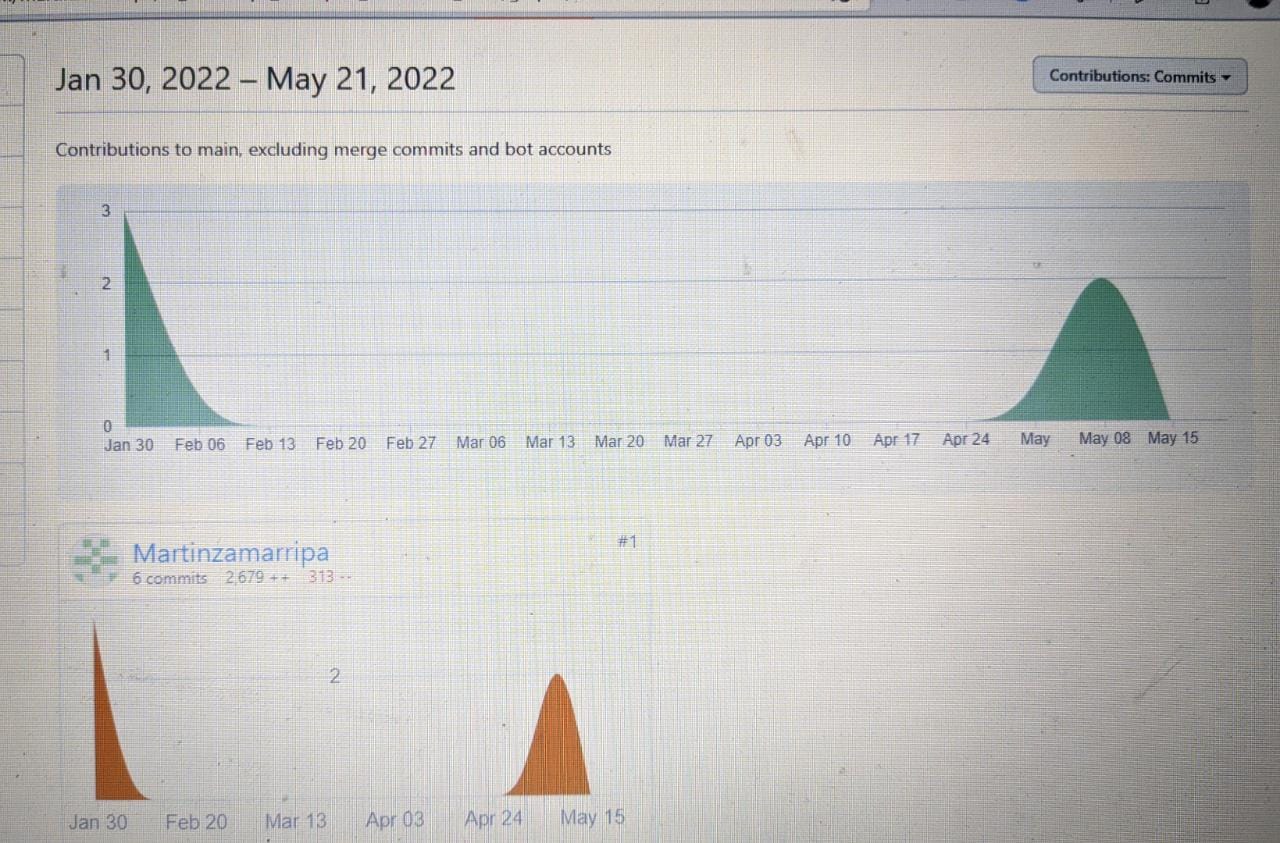 Jan 30, 2022 – May 21, 2022
Contributions: Commits
Contributions to main, excluding merge commits and bot accounts
3
2
1
0
Jan 30 Feb 06 Feb 13 Feb 20 Feb 27 Mar 06 Mar 13 Mar 20 Mar 27 Apr 03 Apr 10 Apr 17 Apr 24 May May 08 May 15
Martinzamarripa
#1
6 commits 2,679 ++ 313 --
2
Jan 30 Feb 20 Mar 13 Apr 03 Apr 24 May 15